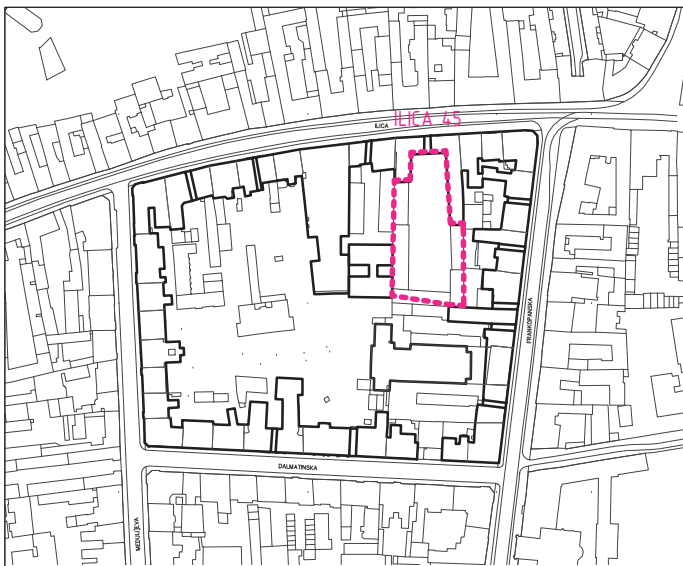 ILICA 45
ILICA
FRANKOPANSKA
DALMATINSKA
MEDULIĆEVA